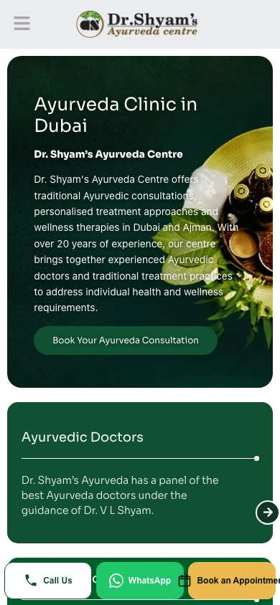 Dr.Shyam's
Ayurveda centre
Ayurveda Clinic in
Dubai
Dr. Shyam's Ayurveda Centre
Dr. Shyam's Ayurveda Centre offers
traditional Ayurvedic consultations,
personalised treatment approaches and
wellness therapies in Dubai and Ajman. With
over 20 years of experience, our centre
brings together experienced Ayurvedic
doctors and traditional treatment practices
to address individual health and wellness
requirements.
Book Your Ayurveda Consultation
Ayurvedic Doctors
Dr. Shyam's Ayurveda has a panel of the
best Ayurveda doctors under the
guidance of Dr. V L Shyam.
Call Us
WhatsApp
Book an Appointmen